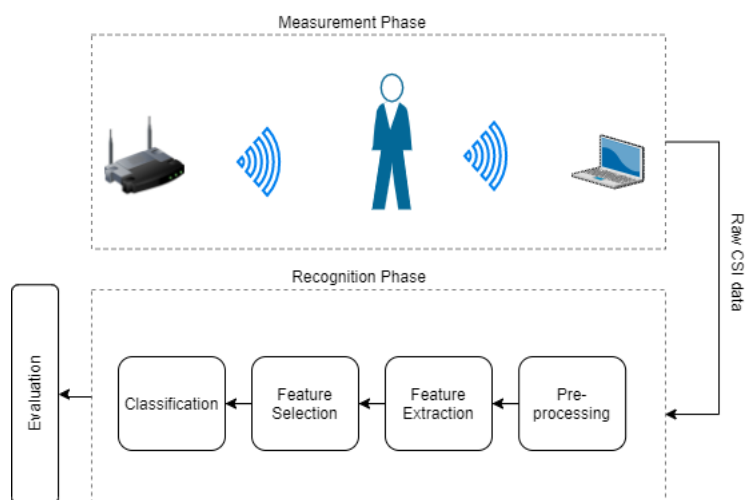 Measurement Phase
Raw CSI data
Recognition Phase
Evaluation
Classification
Feature
Selection
Feature
Extraction
Pre-
processing